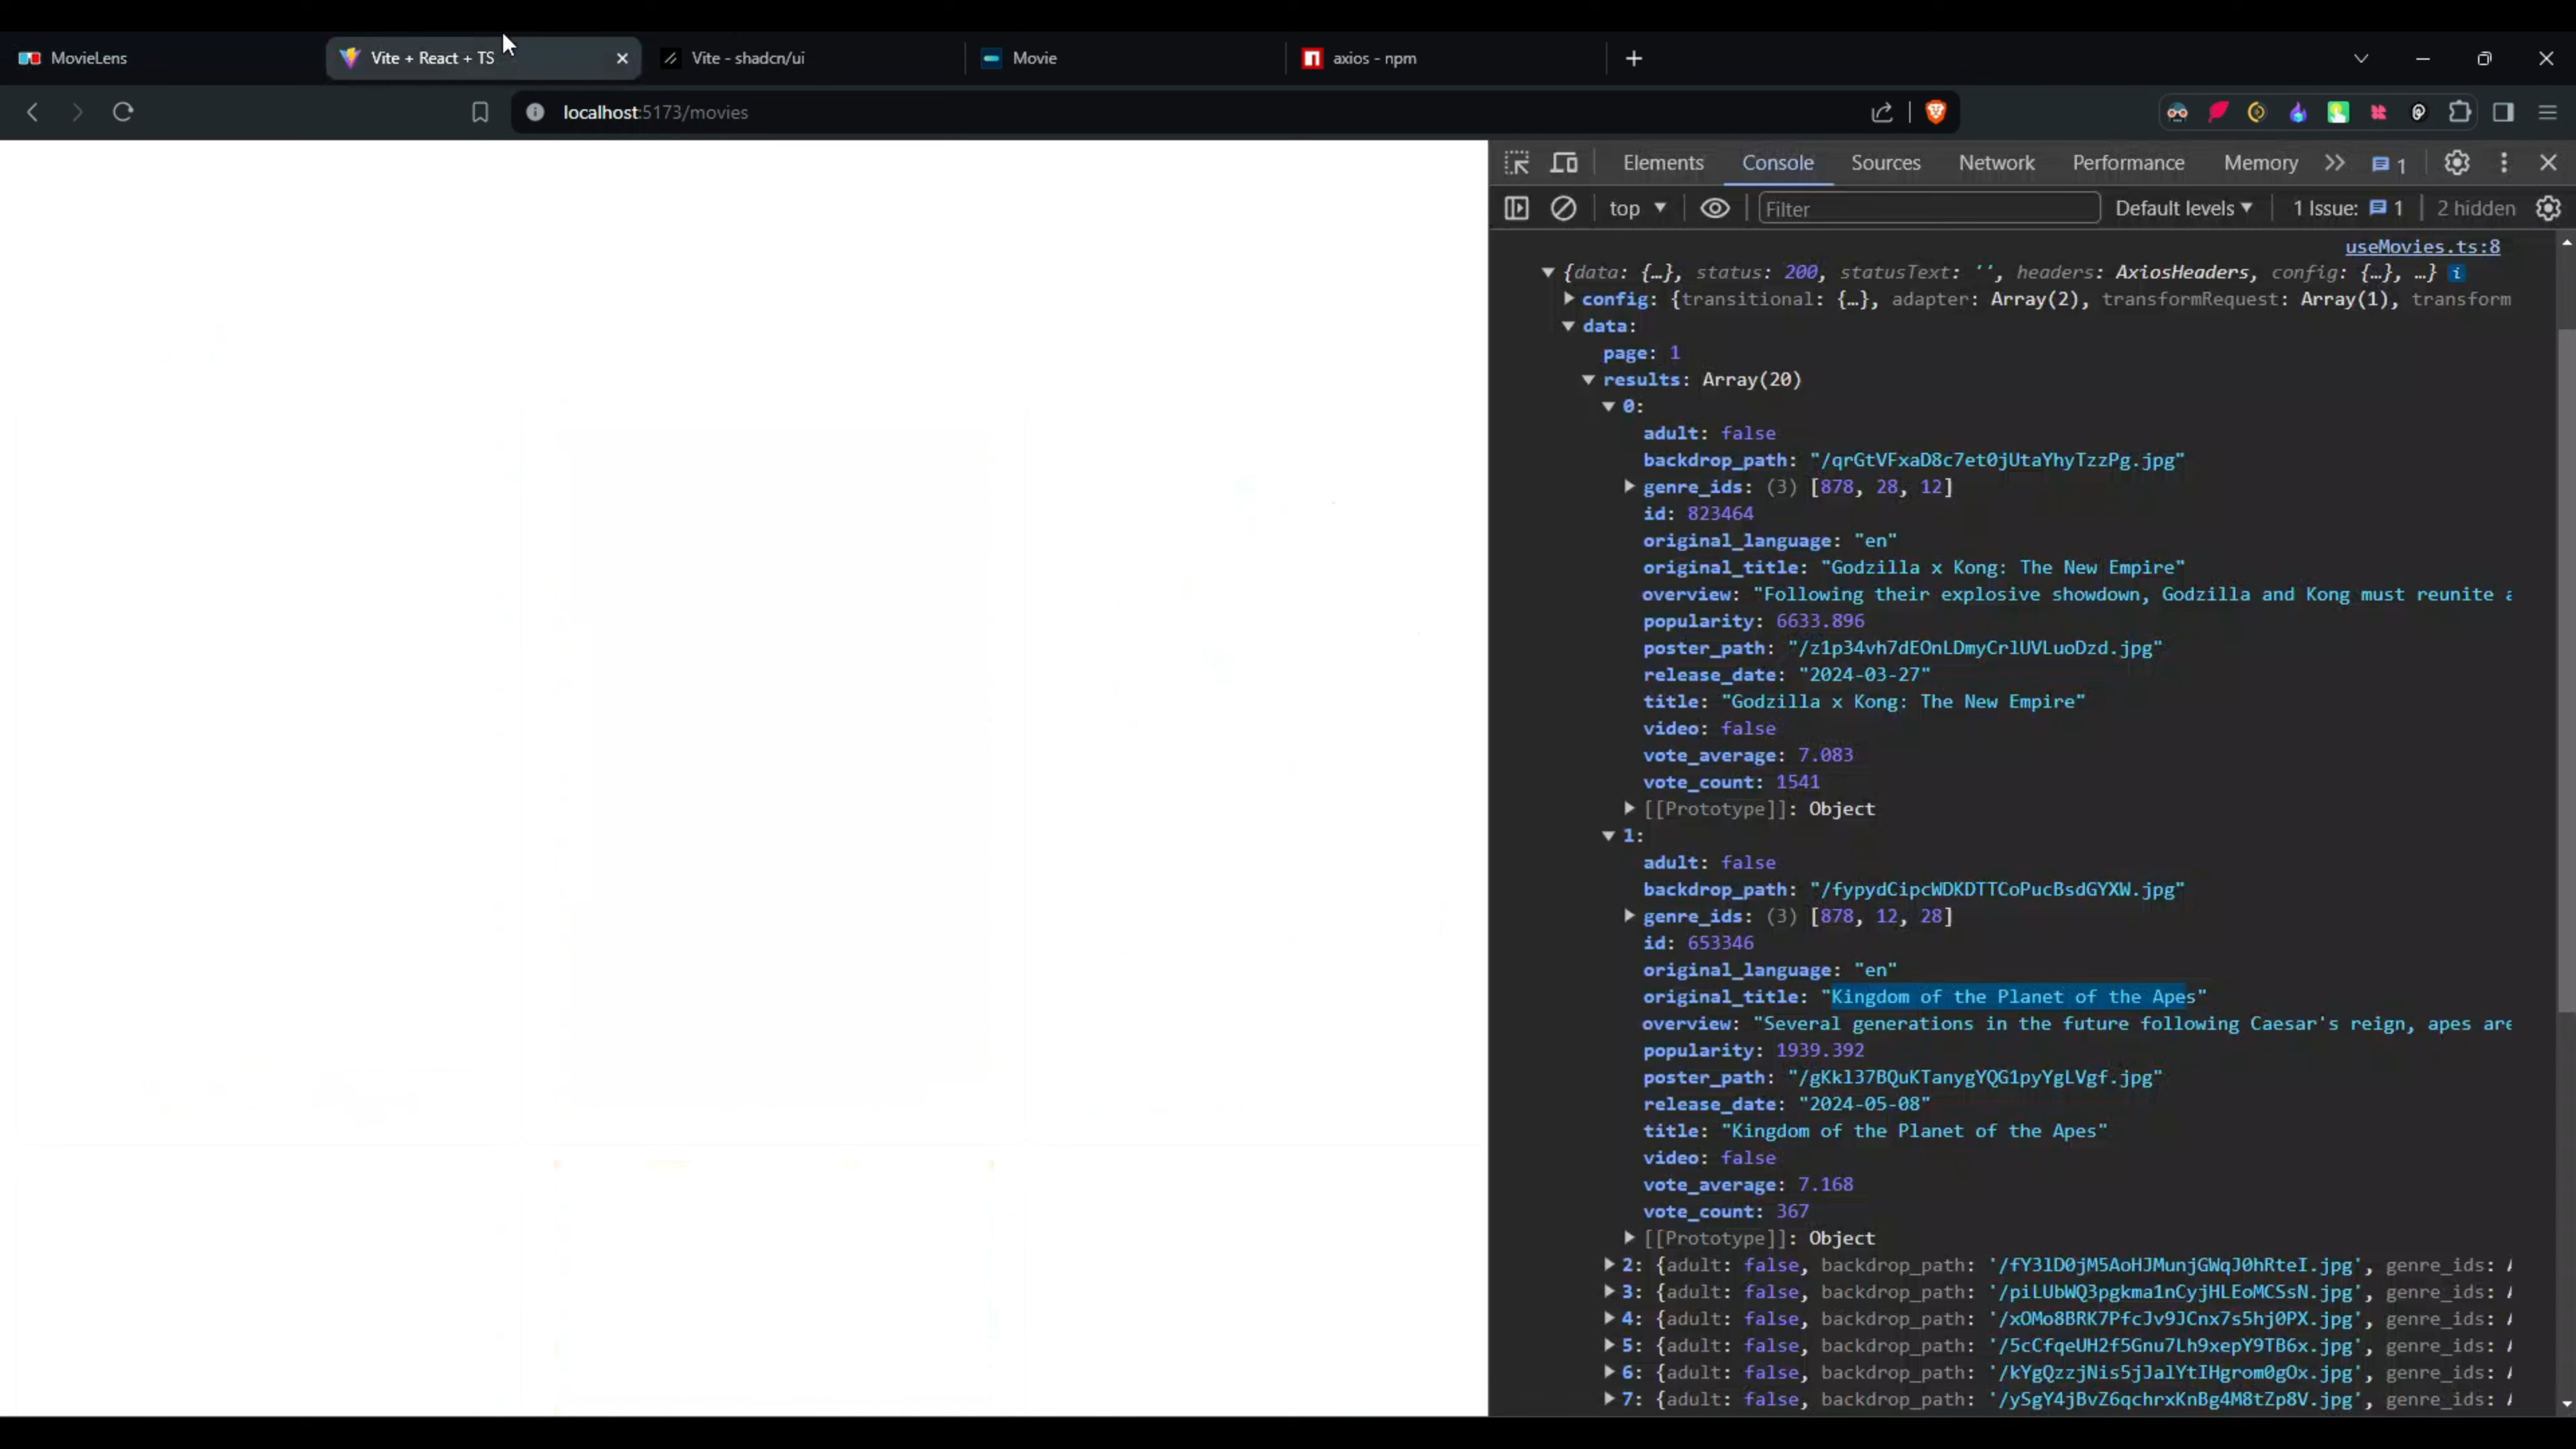 MovieLens
Vite + React + TS
Vite - shadcn/ui
Movie
axios - npm
localhost:5173/movies
Elements Console Sources Network Performance Memory 1
top Filter Default levels 1 Issue: 1 2 hidden
useMovies.ts:8
{data: {…}, status: 200, statusText: '', headers: AxiosHeaders, config: {…}, …}
config: {transitional: {…}, adapter: Array(2), transformRequest: Array(1), transform
data:
page: 1
results: Array(20)
0:
adult: false
backdrop_path: "/qrGtVFxaD8c7et0jUtaYhyTzzPg.jpg"
genre_ids: (3) [878, 28, 12]
id: 823464
original_language: "en"
original_title: "Godzilla x Kong: The New Empire"
overview: "Following their explosive showdown, Godzilla and Kong must reunite a
popularity: 6633.896
poster_path: "/z1p34vh7dEOnLDmyCrlUVLuoDzd.jpg"
release_date: "2024-03-27"
title: "Godzilla x Kong: The New Empire"
video: false
vote_average: 7.083
vote_count: 1541
[[Prototype]]: Object
1:
adult: false
backdrop_path: "/fypydCipcWDKDTTCoPucBsdGYXW.jpg"
genre_ids: (3) [878, 12, 28]
id: 653346
original_language: "en"
original_title: "Kingdom of the Planet of the Apes"
overview: "Several generations in the future following Caesar's reign, apes are
popularity: 1939.392
poster_path: "/gKkl37BQuKTanygYQG1pyYgLVgf.jpg"
release_date: "2024-05-08"
title: "Kingdom of the Planet of the Apes"
video: false
vote_average: 7.168
vote_count: 367
[[Prototype]]: Object
2: {adult: false, backdrop_path: '/fY3lD0jM5AoHJMunjGWqJ0hRteI.jpg', genre_ids: A
3: {adult: false, backdrop_path: '/piLUbWQ3pgkma1nCyjHLEoMCSsN.jpg', genre_ids: A
4: {adult: false, backdrop_path: '/xOMo8BRK7PfcJv9JCnx7s5hj0PX.jpg', genre_ids: A
5: {adult: false, backdrop_path: '/5cCfqeUH2f5Gnu7Lh9xepY9TB6x.jpg', genre_ids: A
6: {adult: false, backdrop_path: '/kYgQzzjNis5jJalYtIHgrom0gOx.jpg', genre_ids: A
7: {adult: false, backdrop_path: '/ySgY4jBvZ6qchrxKnBg4M8tZp8V.jpg', genre_ids: A